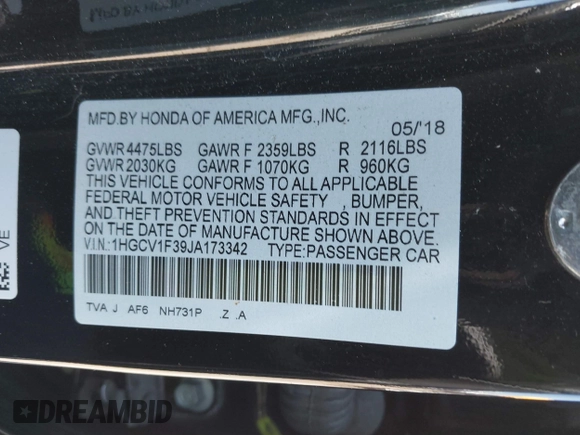 MFD.BY HONDA OF AMERICA MFG.,INC. 05/'18
GVWR 4475LBS GAWR F 2359LBS R 2116LBS
GVWR 2030KG GAWR F 1070KG R 960KG
THIS VEHICLE CONFORMS TO ALL APPLICABLE
FEDERAL MOTOR VEHICLE SAFETY ,BUMPER,
AND THEFT PREVENTION STANDARDS IN EFFECT
ON THE DATE OF MANUFACTURE SHOWN ABOVE.
V.I.N.:1HGCV1F39JA173342 TYPE:PASSENGER CAR
TVA J AF6 NH731P .Z .A
VE
DREAMBID